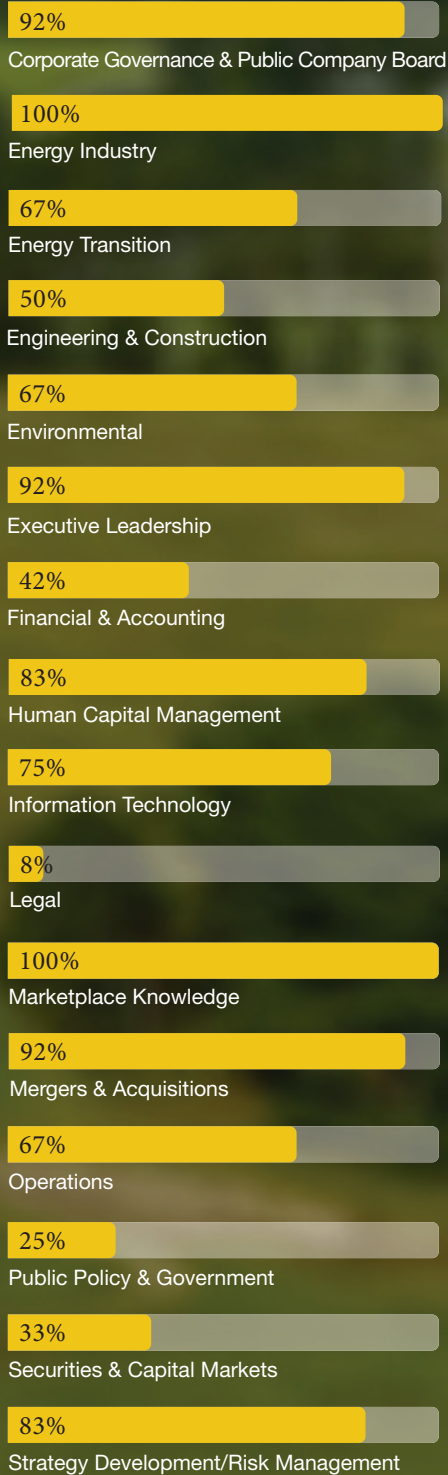 92%
Corporate Governance & Public Company Board
100%
Energy Industry
67%
Energy Transition
50%
Engineering & Construction
67%
Environmental
92%
Executive Leadership
42%
Financial & Accounting
83%
Human Capital Management
75%
Information Technology
8%
Legal
100%
Marketplace Knowledge
92%
Mergers & Acquisitions
67%
Operations
25%
Public Policy & Government
33%
Securities & Capital Markets
83%
Strategy Development/Risk Management